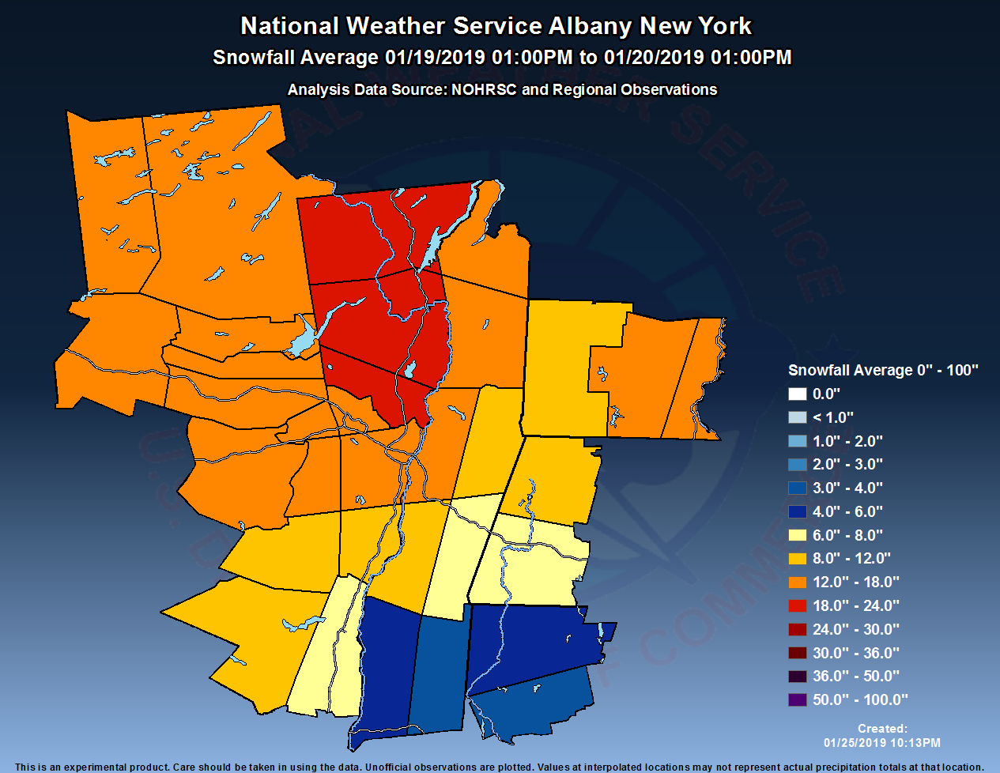 National Weather Service Albany New York
Snowfall Average 01/19/2019 01:00PM to 01/20/2019 01:00PM
Analysis Data Source: NOHRSC and Regional Observations
Snowfall Average 0" - 100"
0.0"
< 1.0"
1.0" - 2.0"
2.0" - 3.0"
3.0" - 4.0"
4.0" - 6.0"
6.0" - 8.0"
8.0" - 12.0"
12.0" - 18.0"
18.0" - 24.0"
24.0" - 30.0"
30.0" - 36.0"
36.0" - 50.0"
50.0" - 100.0"
Created:
01/25/2019 10:13PM
This is an experimental product. Care should be taken in using the data. Unofficial observations are plotted. Values at interpolated locations may not represent actual precipitation totals at that location.